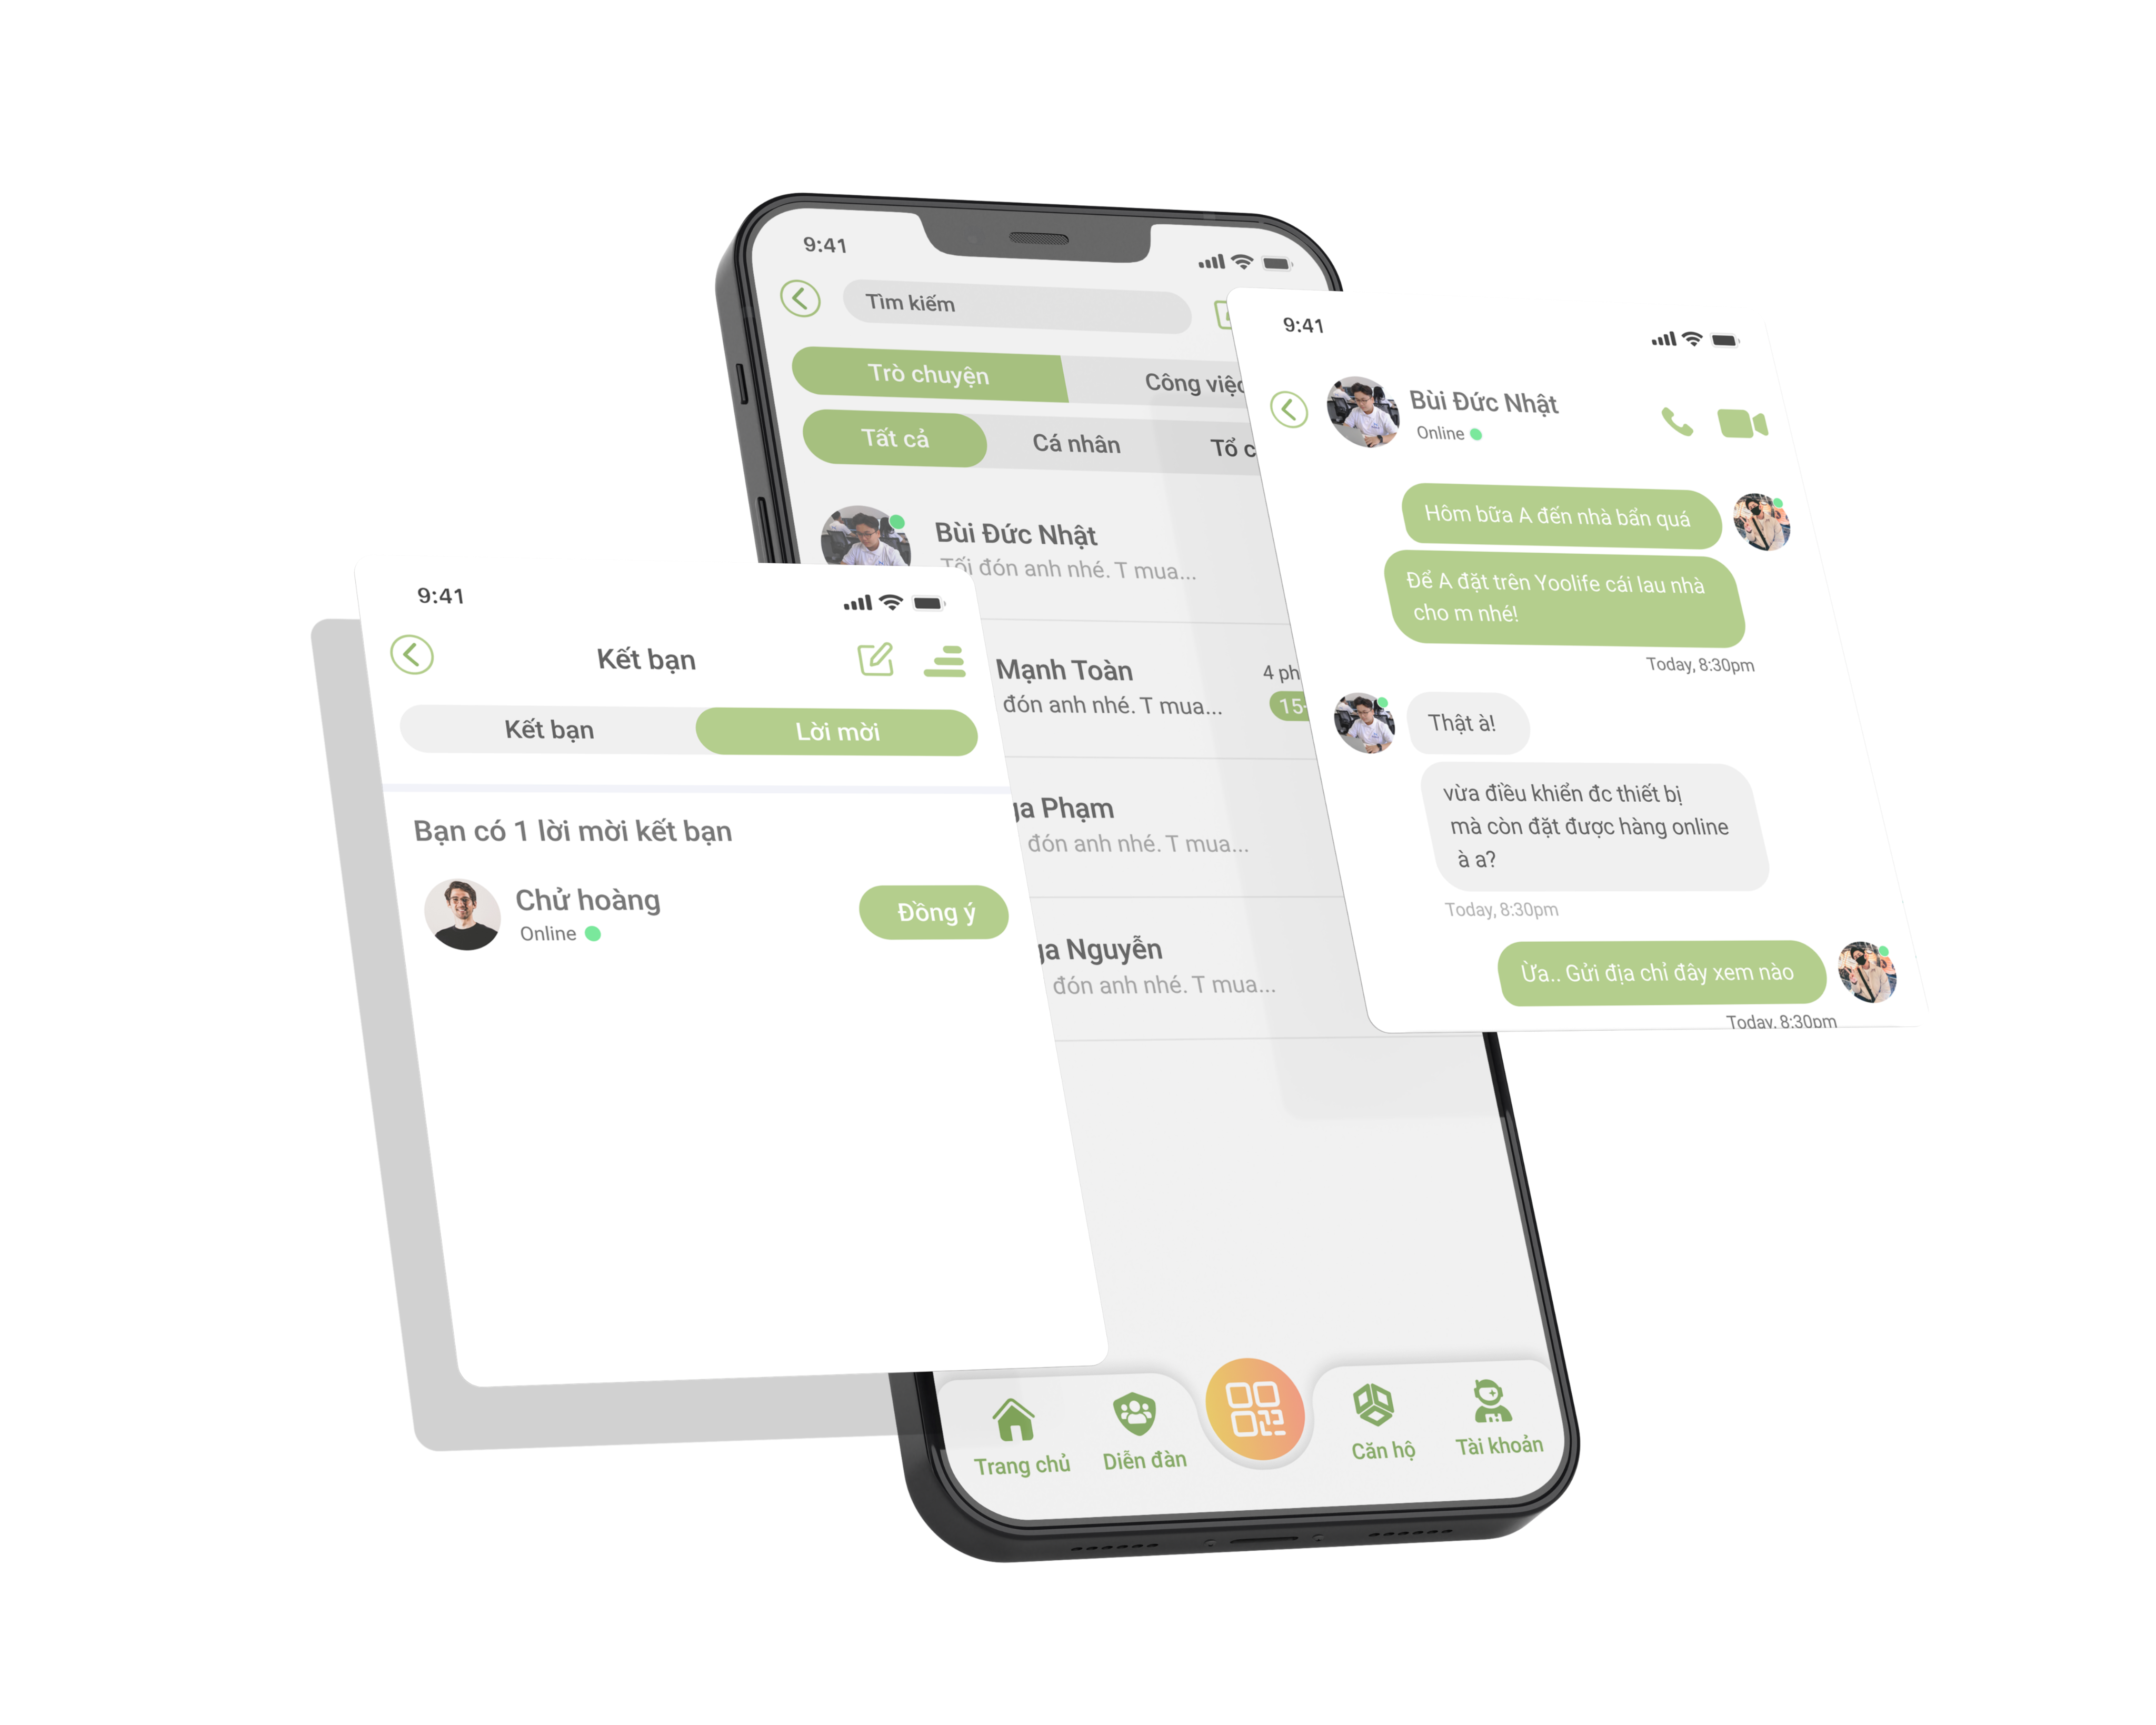 9:41
Tìm kiếm
Trò chuyện
Công việc
Tất cả
Cá nhân
Tổ c
Bùi Đức Nhật
Tối đón anh nhé. T mua...
Mạnh Toàn
4 ph
đón anh nhé. T mua...
15+
ga Phạm
đón anh nhé. T mua...
ga Nguyễn
đón anh nhé. T mua...
Trang chủ
Diễn đàn
Căn hộ
Tài khoản
9:41
Kết bạn
Kết bạn
Lời mời
Bạn có 1 lời mời kết bạn
Chử hoàng
Online
Đồng ý
9:41
Bùi Đức Nhật
Online
Hôm bữa A đến nhà bẩn quá
Để A đặt trên Yoolife cái lau nhà
cho m nhé!
Today, 8:30pm
Thật à!
vừa điều khiển đc thiết bị
mà còn đặt được hàng online
à a?
Today, 8:30pm
Ừa.. Gửi địa chỉ đây xem nào
Today, 8:30pm